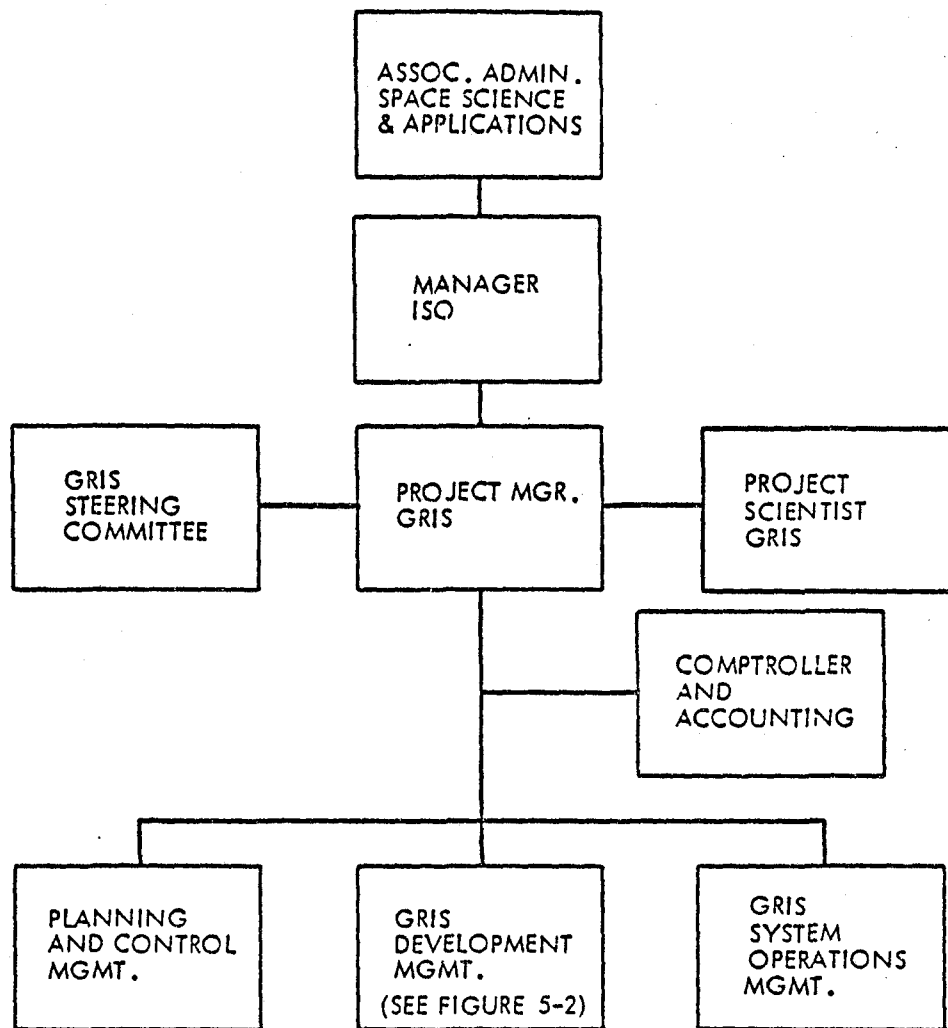 ASSOC. ADMIN.
SPACE SCIENCE
& APPLICATIONS
MANAGER
ISO
GRIS
STEERING
COMMITTEE
PROJECT MGR.
GRIS
PROJECT
SCIENTIST
GRIS
COMPTROLLER
AND
ACCOUNTING
PLANNING
AND CONTROL
MGMT.
GRIS
DEVELOPMENT
MGMT.
(SEE FIGURE 5-2)
GRIS
SYSTEM
OPERATIONS
MGMT.